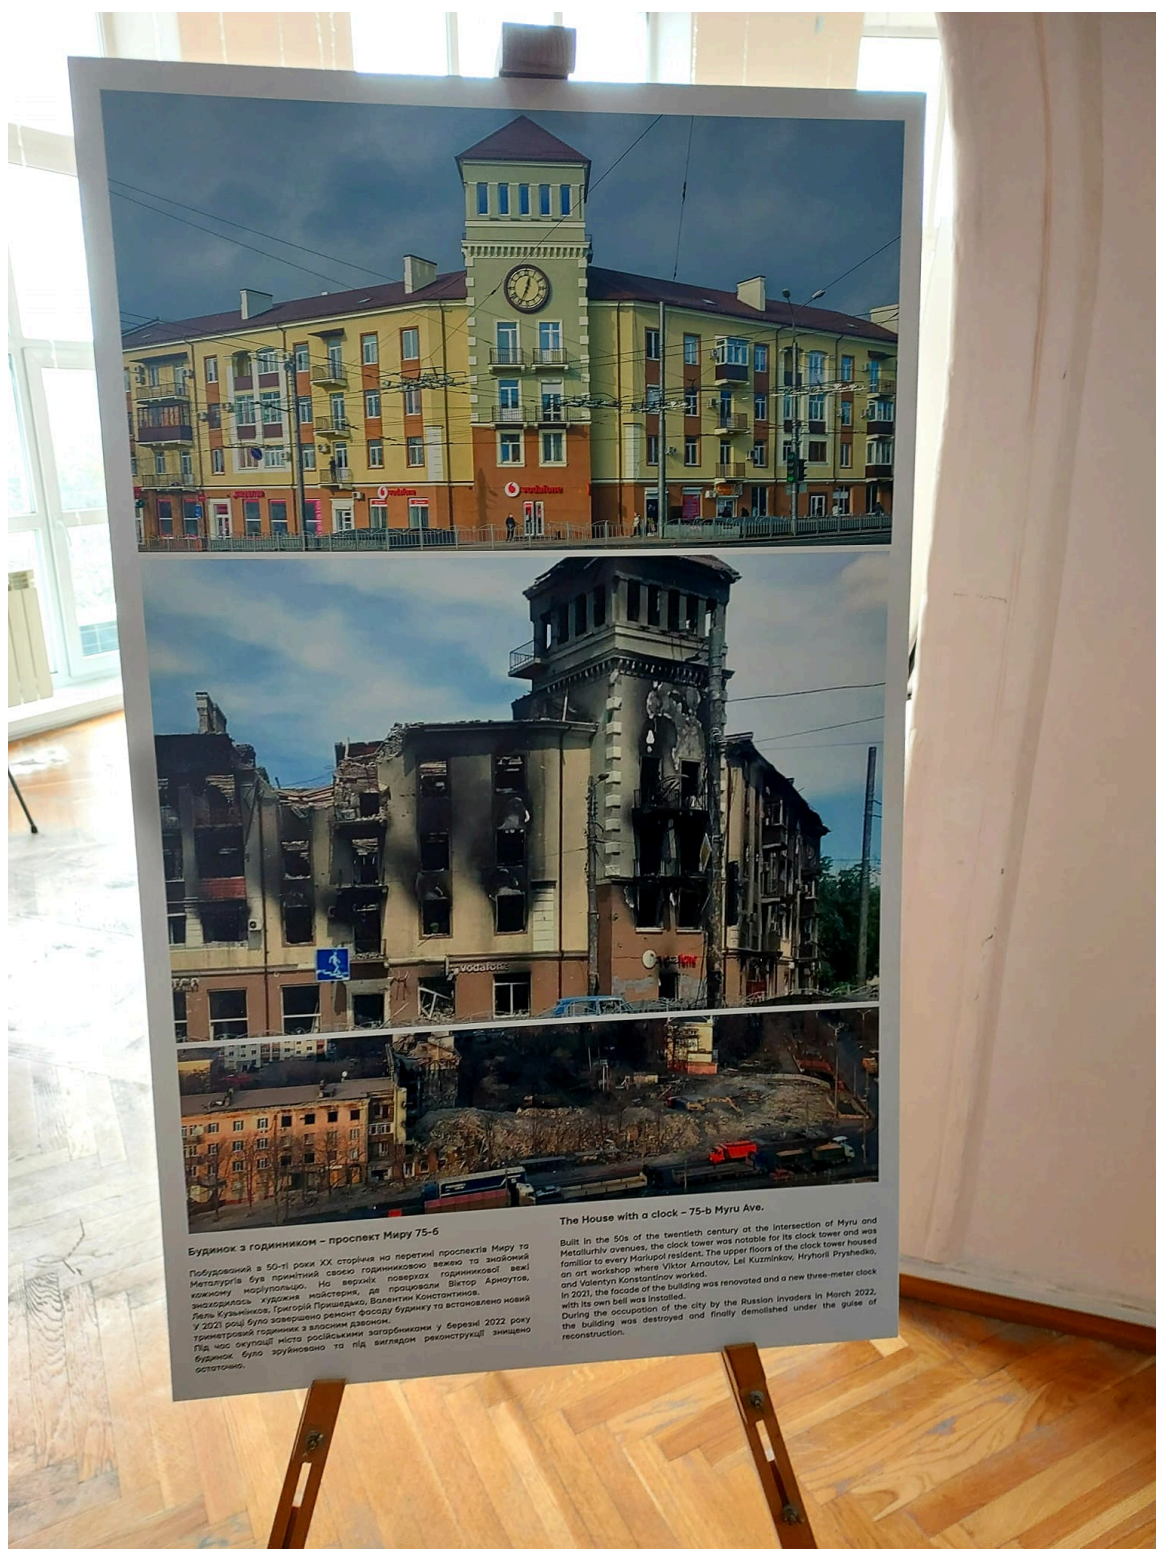 vodafone
vodafone
vodafone
Будинок з годинником – проспект Миру 75-б
Побудований в 50-ті роки ХХ сторіччя на перетині проспектів Миру та
Металургів був примітний своєю годинниковою вежею та знайомий
кожному маріупольцю. На верхніх поверхах годинникової вежі
знаходилась художня майстерня, де працювали Віктор Арнаутов,
Лель Кузьмінков, Григорій Пришедько, Валентин Константинов.
У 2021 році було завершено ремонт фасаду будинку та встановлено новий
триметровий годинник з власним дзвоном.
Під час окупації міста російськими загарбниками у березні 2022 року
будинок було зруйновано та під виглядом реконструкції знищено
остаточно.
The House with a clock – 75-b Myru Ave.
Built in the 50s of the twentieth century at the intersection of Myru and
Metallurhiv avenues, the clock tower was notable for its clock tower and was
familiar to every Mariupol resident. The upper floors of the clock tower housed
an art workshop where Viktor Arnautov, Lel Kuzminkov, Hryhorii Pryshedko,
and Valentyn Konstantinov worked.
In 2021, the facade of the building was renovated and a new three-meter clock
with its own bell was installed.
During the occupation of the city by the Russian invaders in March 2022,
the building was destroyed and finally demolished under the guise of
reconstruction.